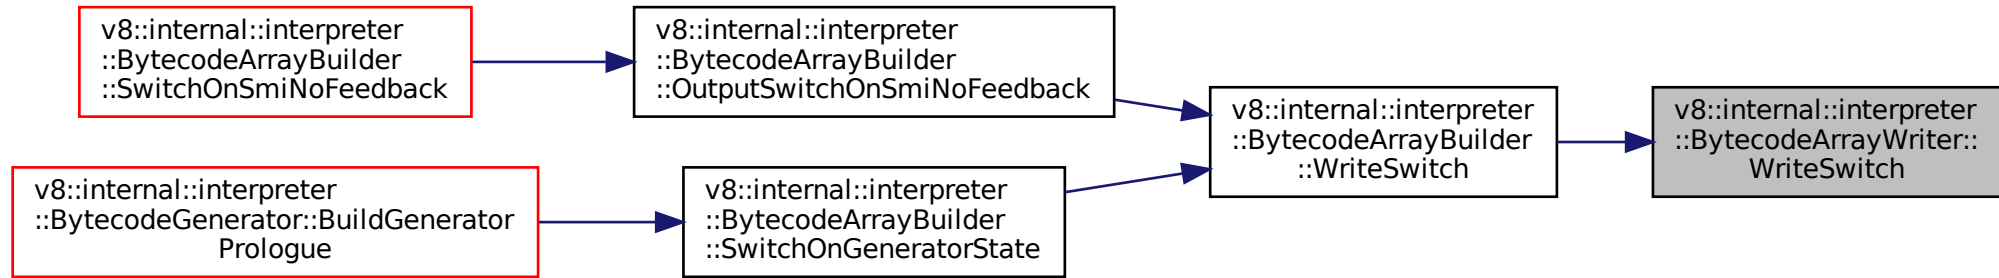 v8::internal::interpreter
::BytecodeArrayBuilder
::SwitchOnSmiNoFeedback
v8::internal::interpreter
::BytecodeArrayBuilder
::OutputSwitchOnSmiNoFeedback
v8::internal::interpreter
::BytecodeArrayBuilder
::WriteSwitch
v8::internal::interpreter
::BytecodeArrayWriter::
WriteSwitch
v8::internal::interpreter
::BytecodeGenerator::BuildGenerator
Prologue
v8::internal::interpreter
::BytecodeArrayBuilder
::SwitchOnGeneratorState